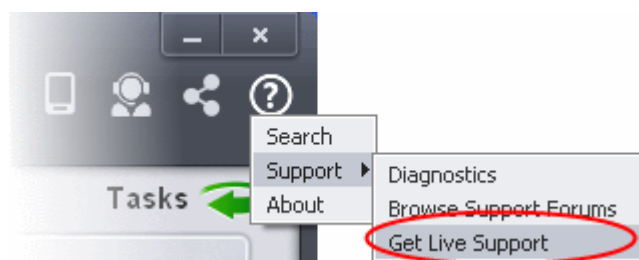 Search
Support
Tasks
About
Diagnostics
Browse Support Forums
Get Live Support